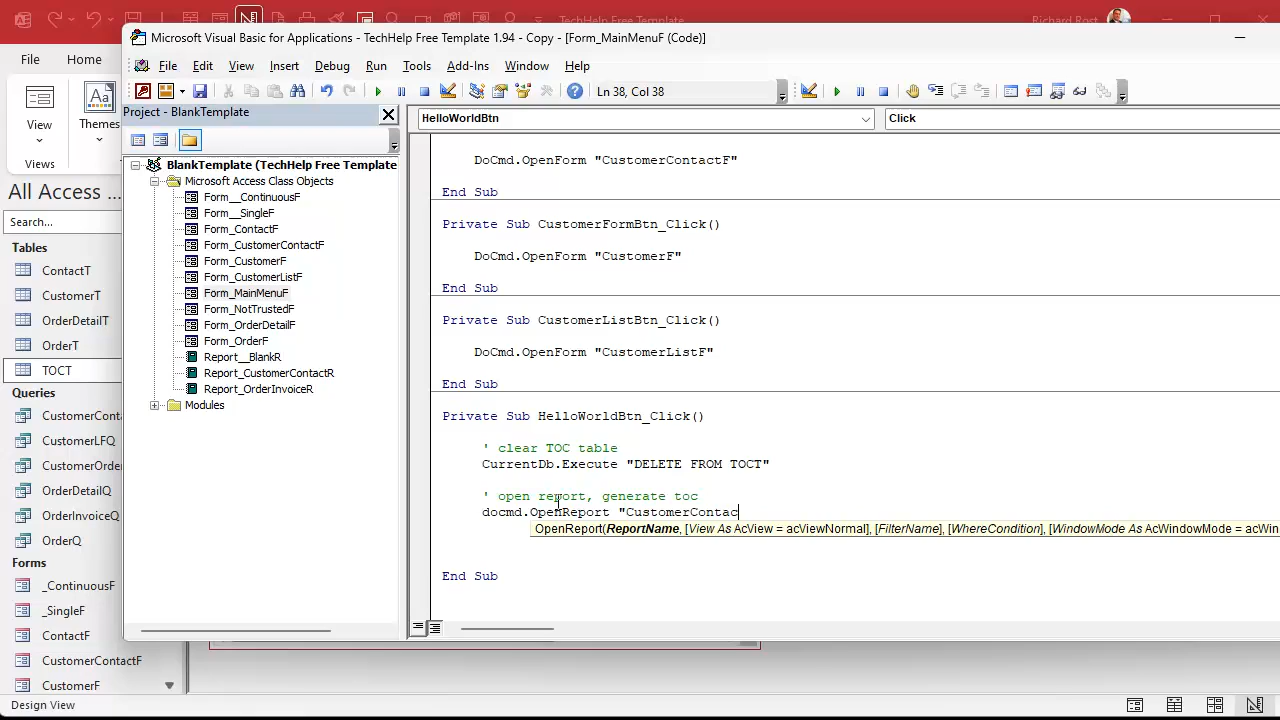 TechHelp Free Template
Richard Rost
Microsoft Visual Basic for Applications - TechHelp Free Template 1.94 - Copy - [Form_MainMenuF (Code)]
File Home
File Edit View Insert Debug Run Tools Add-Ins Window Help
Ln 38, Col 38
View
Themes
Views
Project - BlankTemplate
HelloWorldBtn
Click
BlankTemplate (TechHelp Free Template
Microsoft Access Class Objects
Form__ContinuousF
Form__SingleF
Form_ContactF
Form_CustomerContactF
Form_CustomerF
Form_CustomerListF
Form_MainMenuF
Form_NotTrustedF
Form_OrderDetailF
Form_OrderF
Report__BlankR
Report_CustomerContactR
Report_OrderInvoiceR
Modules
All Access ...
Search...
Tables
ContactT
CustomerT
OrderDetailT
OrderT
TOCT
Queries
CustomerCont
CustomerLFQ
CustomerOrde
OrderDetailQ
OrderInvoiceQ
OrderQ
Forms
_ContinuousF
_SingleF
ContactF
CustomerContactF
CustomerF
DoCmd.OpenForm "CustomerContactF"
End Sub
Private Sub CustomerFormBtn_Click()
DoCmd.OpenForm "CustomerF"
End Sub
Private Sub CustomerListBtn_Click()
DoCmd.OpenForm "CustomerListF"
End Sub
Private Sub HelloWorldBtn_Click()
' clear TOC table
CurrentDb.Execute "DELETE FROM TOCT"
' open report, generate toc
docmd.OpenReport "CustomerContac
OpenReport(ReportName, [View As AcView = acViewNormal], [FilterName], [WhereCondition], [WindowMode As AcWindowMode = acWin
End Sub
Design View